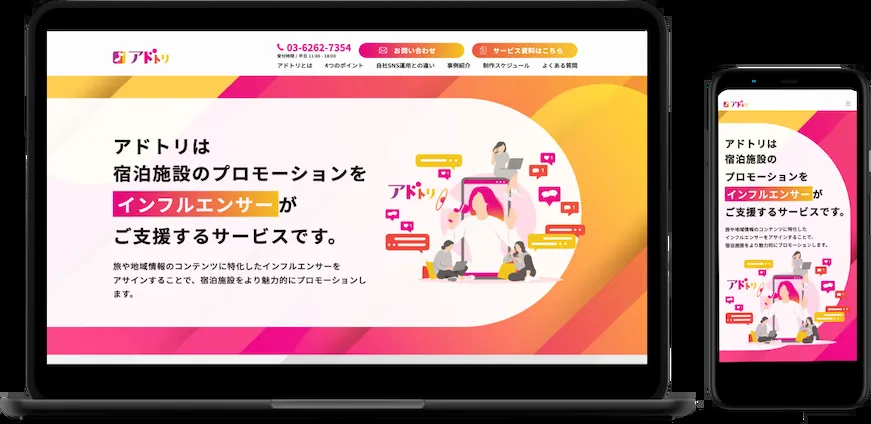 アドトリ
03-6262-7354
受付時間 / 平日 11:00 - 18:00
お問い合わせ
サービス資料はこちら
アドトリとは
4つのポイント
自社SNS運用との違い
事例紹介
制作スケジュール
よくある質問
アドトリは
宿泊施設のプロモーションを
インフルエンサーが
ご支援するサービスです。
旅や地域情報のコンテンツに特化したインフルエンサーを
アサインすることで、宿泊施設をより魅力的にプロモーションし
ます。
アドトリ
アドトリ
アドトリは
宿泊施設の
プロモーションを
インフルエンサーが
ご支援するサービスです。
旅や地域情報のコンテンツに特化した
インフルエンサーをアサインすることで、
宿泊施設をより魅力的にプロモーションします。
アドトリ